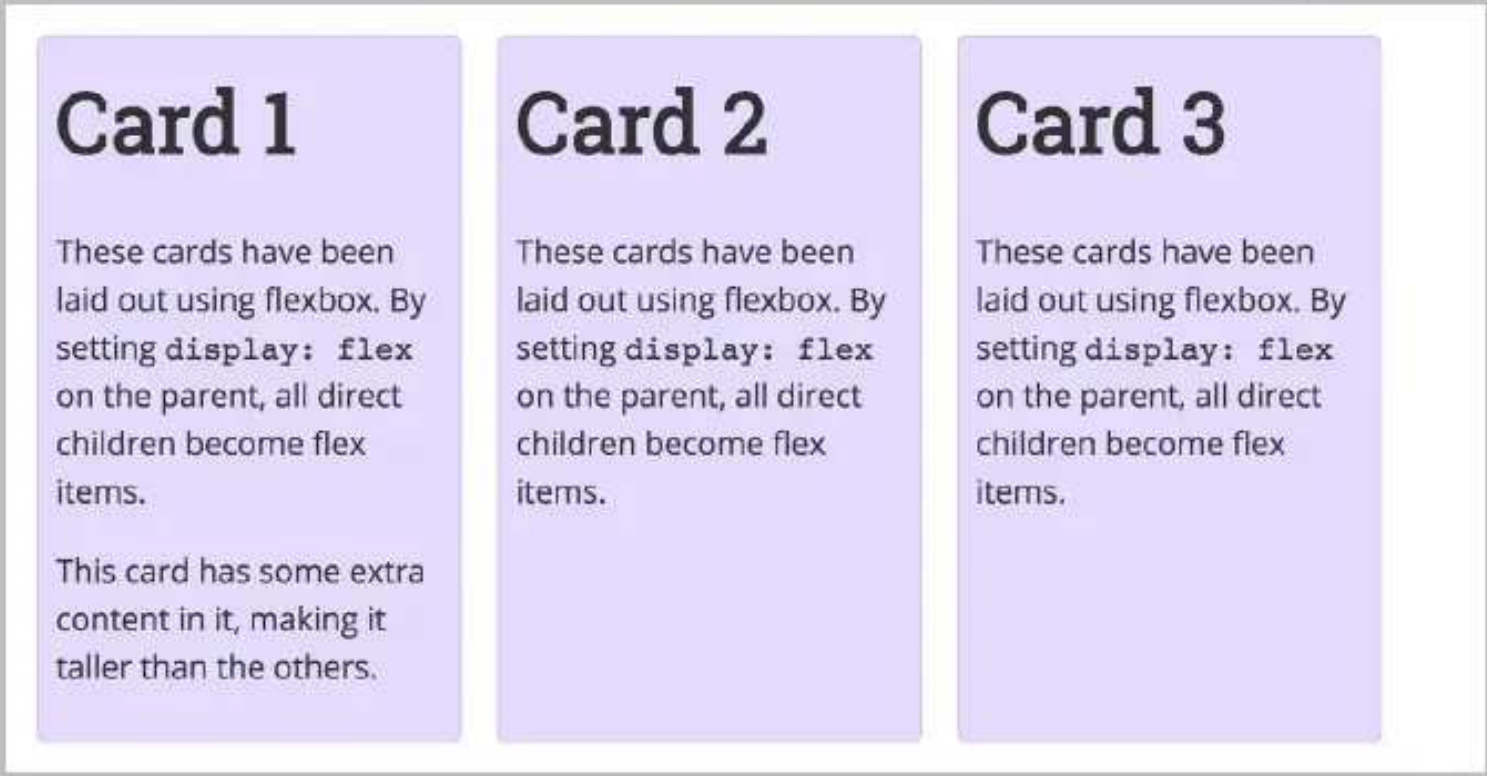 Card 1
These cards have been
laid out using flexbox. By
setting display: flex
on the parent, all direct
children become flex
items.
This card has some extra
content in it, making it
taller than the others.
Card 2
These cards have been
laid out using flexbox. By
setting display: flex
on the parent, all direct
children become flex
items.
Card 3
These cards have been
laid out using flexbox. By
setting display: flex
on the parent, all direct
children become flex
items.